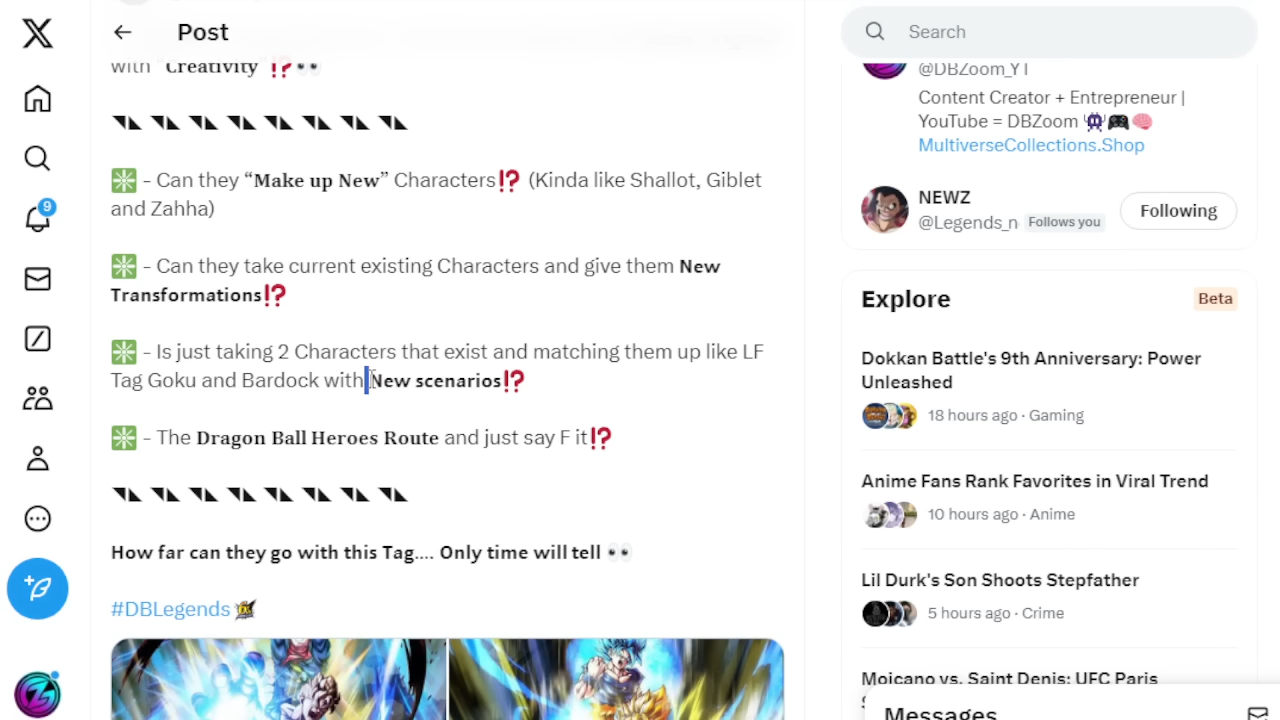 Post
with "Creativity"⁉️👀
◥◣ ◥◣ ◥◣ ◥◣ ◥◣ ◥◣ ◥◣ ◥◣
✳️ - Can they “Make up New” Characters⁉️ (Kinda like Shallot, Giblet
and Zahha)
✳️ - Can they take current existing Characters and give them New
Transformations⁉️
✳️ - Is just taking 2 Characters that exist and matching them up like LF
Tag Goku and Bardock with New scenarios⁉️
✳️ - The Dragon Ball Heroes Route and just say F it⁉️
◥◣ ◥◣ ◥◣ ◥◣ ◥◣ ◥◣ ◥◣ ◥◣
How far can they go with this Tag.... Only time will tell 👀
#DBLegends
9
Search
@DBZoom_YT
Content Creator + Entrepreneur |
YouTube = DBZoom 👾🎮🧠
MultiverseCollections.Shop
NEWZ
@Legends_n Follows you
Following
Explore
Beta
Dokkan Battle's 9th Anniversary: Power
Unleashed
18 hours ago · Gaming
Anime Fans Rank Favorites in Viral Trend
10 hours ago · Anime
Lil Durk's Son Shoots Stepfather
5 hours ago · Crime
Moicano vs. Saint Denis: UFC Paris
Messages